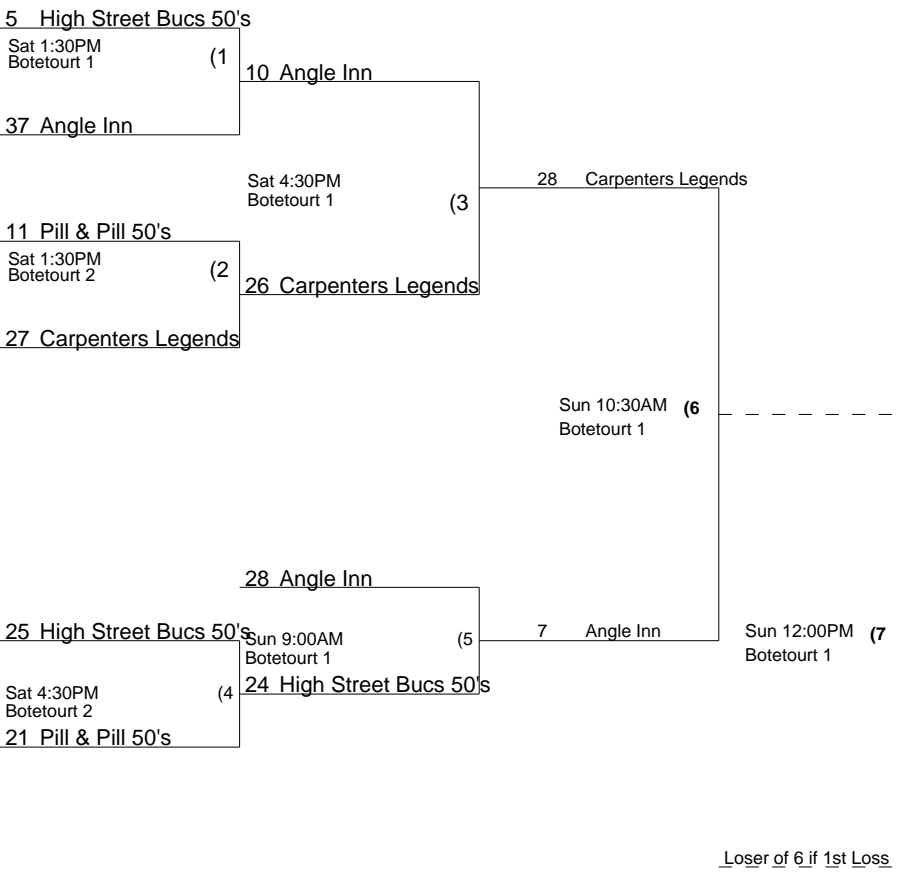 5 High Street Bucs 50's
Sat 1:30PM
Botetourt 1
(1
10 Angle Inn
37 Angle Inn
Sat 4:30PM
Botetourt 1
(3
28 Carpenters Legends
11 Pill & Pill 50's
Sat 1:30PM
Botetourt 2
(2
26 Carpenters Legends
27 Carpenters Legends
Sun 10:30AM (6
Botetourt 1
28 Angle Inn
25 High Street Bucs 50's
Sun 9:00AM
Botetourt 1
(5
7 Angle Inn
Sun 12:00PM (7
Botetourt 1
24 High Street Bucs 50's
Sat 4:30PM
Botetourt 2
(4
21 Pill & Pill 50's
Loser of 6 if 1st Loss